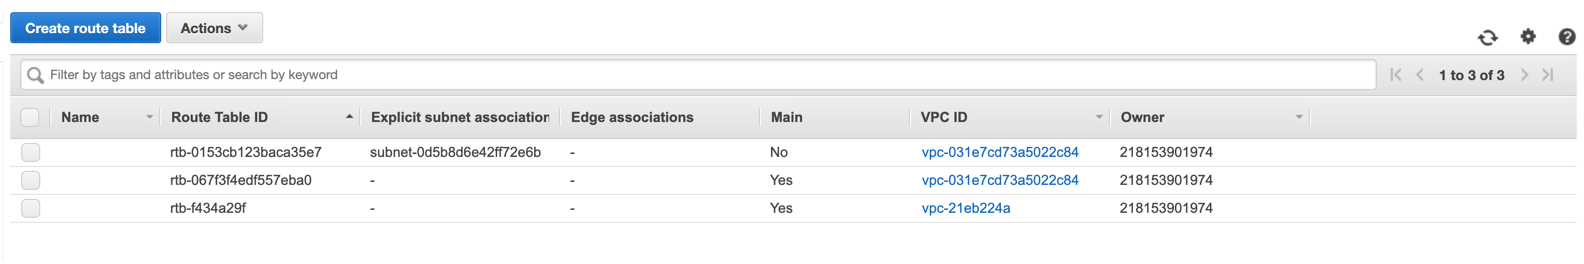 Create route table Actions
Filter by tags and attributes or search by keyword 1 to 3 of 3
Name Route Table ID Explicit subnet association Edge associations Main VPC ID Owner
rtb-0153cb123baca35e7 subnet-0d5b8d6e42ff72e6b - No vpc-031e7cd73a5022c84 218153901974
rtb-067f3f4edf557eba0 - - Yes vpc-031e7cd73a5022c84 218153901974
rtb-f434a29f - - Yes vpc-21eb224a 218153901974